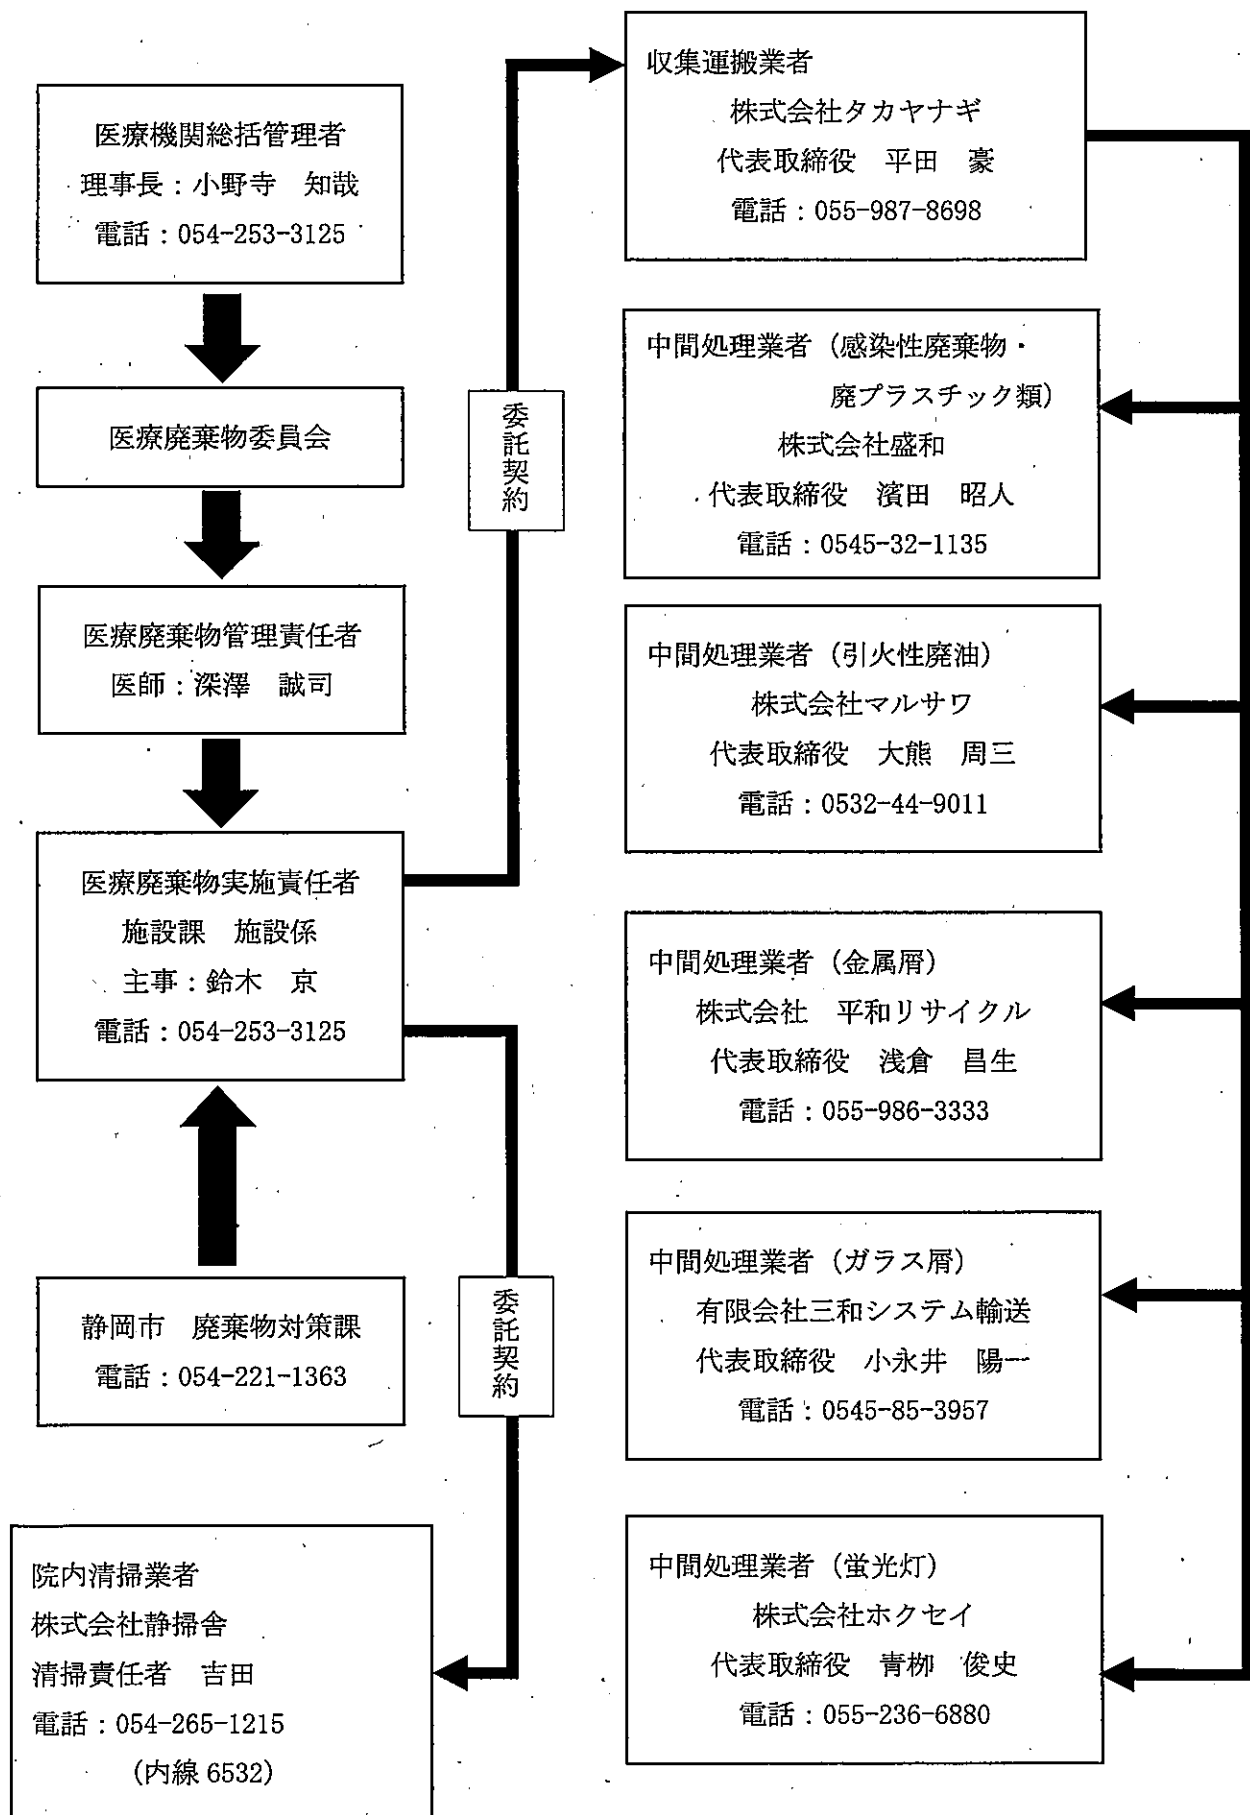 医療機関総括管理者
理事長：小野寺　知哉
電話：054-253-3125
医療廃棄物委員会
医療廃棄物管理責任者
医師：深澤　誠司
医療廃棄物実施責任者
施設課　施設係
主事：鈴木　京
電話：054-253-3125
静岡市　廃棄物対策課
電話：054-221-1363
院内清掃業者
株式会社静掃舎
清掃責任者　吉田
電話：054-265-1215
（内線 6532）
委託契約
委託契約
収集運搬業者
株式会社タカヤナギ
代表取締役　平田　豪
電話：055-987-8698
中間処理業者（感染性廃棄物・
廃プラスチック類）
株式会社盛和
代表取締役　濱田　昭人
電話：0545-32-1135
中間処理業者（引火性廃油）
株式会社マルサワ
代表取締役　大熊　周三
電話：0532-44-9011
中間処理業者（金属屑）
株式会社　平和リサイクル
代表取締役　浅倉　昌生
電話：055-986-3333
中間処理業者（ガラス屑）
有限会社三和システム輸送
代表取締役　小永井　陽一
電話：0545-85-3957
中間処理業者（蛍光灯）
株式会社ホクセイ
代表取締役　青柳　俊史
電話：055-236-6880